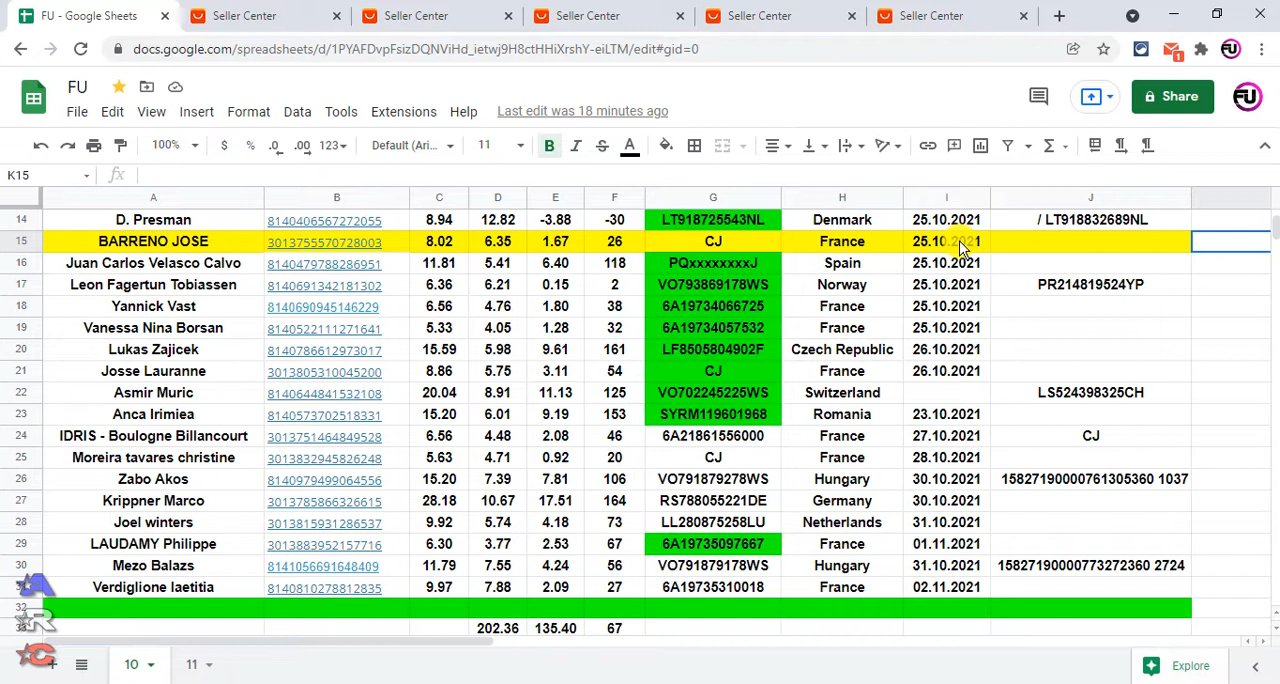 FU - Google Sheets Seller Center Seller Center Seller Center Seller Center Seller Center
docs.google.com/spreadsheets/d/1PYAFDvpFsizDQNViHd_ietwj9H8ctHHiXrshY-eiLTM/edit#gid=0
1 FU
FU
File Edit View Insert Format Data Tools Extensions Help Last edit was 18 minutes ago
Share
FU
100% $ % .0 .00 123 Default (Ari... 11 B I S A
K15 fx
A B C D E F G H I J
14 D. Presman 8140406567272055 8.94 12.82 -3.88 -30 LT918725543NL Denmark 25.10.2021 / LT918832689NL
15 BARRENO JOSE 3013755570728003 8.02 6.35 1.67 26 CJ France 25.10.2021
16 Juan Carlos Velasco Calvo 8140479788286951 11.81 5.41 6.40 118 PQxxxxxxxxJ Spain 25.10.2021
17 Leon Fagertun Tobiassen 8140691342181302 6.36 6.21 0.15 2 VO793869178WS Norway 25.10.2021 PR214819524YP
18 Yannick Vast 8140690945146229 6.56 4.76 1.80 38 6A19734066725 France 25.10.2021
19 Vanessa Nina Borsan 8140522111271641 5.33 4.05 1.28 32 6A19734057532 France 25.10.2021
20 Lukas Zajicek 8140786612973017 15.59 5.98 9.61 161 LF8505804902F Czech Republic 26.10.2021
21 Josse Lauranne 3013805310045200 8.86 5.75 3.11 54 CJ France 26.10.2021
22 Asmir Muric 8140644841532108 20.04 8.91 11.13 125 VO702245225WS Switzerland LS524398325CH
23 Anca Irimiea 8140573702518331 15.20 6.01 9.19 153 SYRM119601968 Romania 23.10.2021
24 IDRIS - Boulogne Billancourt 3013751464849528 6.56 4.48 2.08 46 6A21861556000 France 27.10.2021 CJ
25 Moreira tavares christine 3013832945826248 5.63 4.71 0.92 20 CJ France 28.10.2021
26 Zabo Akos 8140979499064556 15.20 7.39 7.81 106 VO791879278WS Hungary 30.10.2021 15827190000761305360 1037
27 Krippner Marco 3013785866326615 28.18 10.67 17.51 164 RS788055221DE Germany 30.10.2021
28 Joel winters 3013815931286537 9.92 5.74 4.18 73 LL280875258LU Netherlands 31.10.2021
29 LAUDAMY Philippe 3013883952157716 6.30 3.77 2.53 67 6A19735097667 France 01.11.2021
30 Mezo Balazs 8141056691648409 11.79 7.55 4.24 56 VO791879178WS Hungary 31.10.2021 15827190000773272360 2724
31 Verdiglione laetitia 8140810278812835 9.97 7.88 2.09 27 6A19735310018 France 02.11.2021
32
33 202.36 135.40 67
A
R
C
10 11 Explore